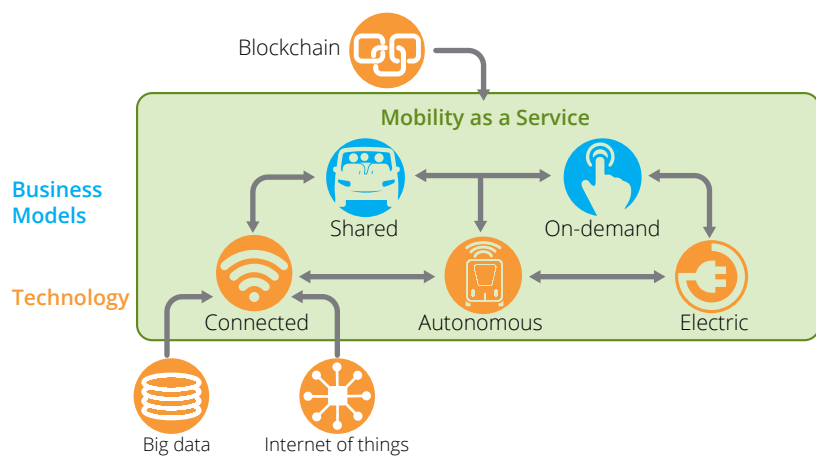 Blockchain
Mobility as a Service
Business
Models
Shared
On-demand
Technology
Connected
Autonomous
Electric
Big data
Internet of things